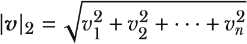 |𝒗|₂ = √(v₁² + v₂² + ⋯ + vₙ²)